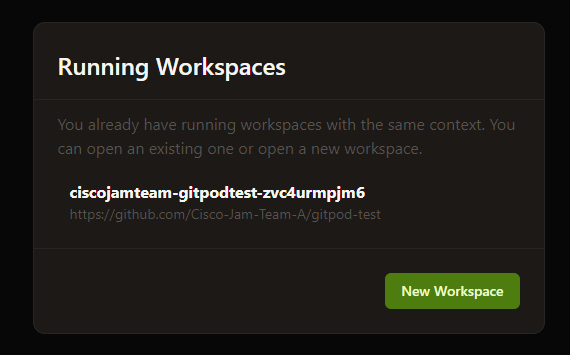 Running Workspaces
You already have running workspaces with the same context. You
can open an existing one or open a new workspace.
ciscojamteam-gitpodtest-zvc4urmpjm6
https://github.com/Cisco-Jam-Team-A/gitpod-test
New Workspace